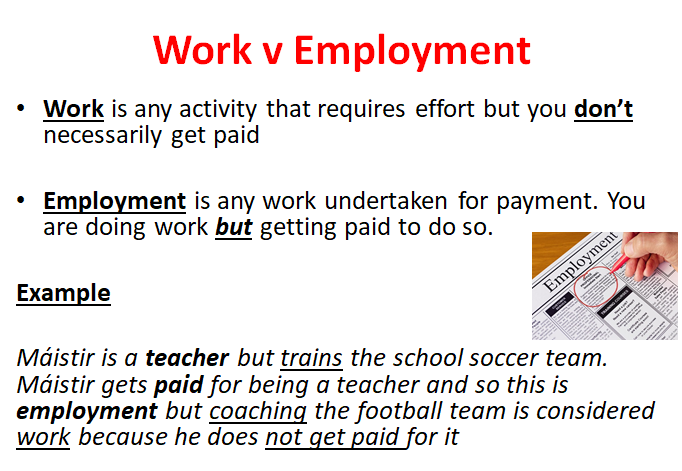 Work v Employment
• Work is any activity that requires effort but you don’t
necessarily get paid
• Employment is any work undertaken for payment. You
are doing work but getting paid to do so.
Employment
Example
Máistir is a teacher but trains the school soccer team.
Máistir gets paid for being a teacher and so this is
employment but coaching the football team is considered
work because he does not get paid for it